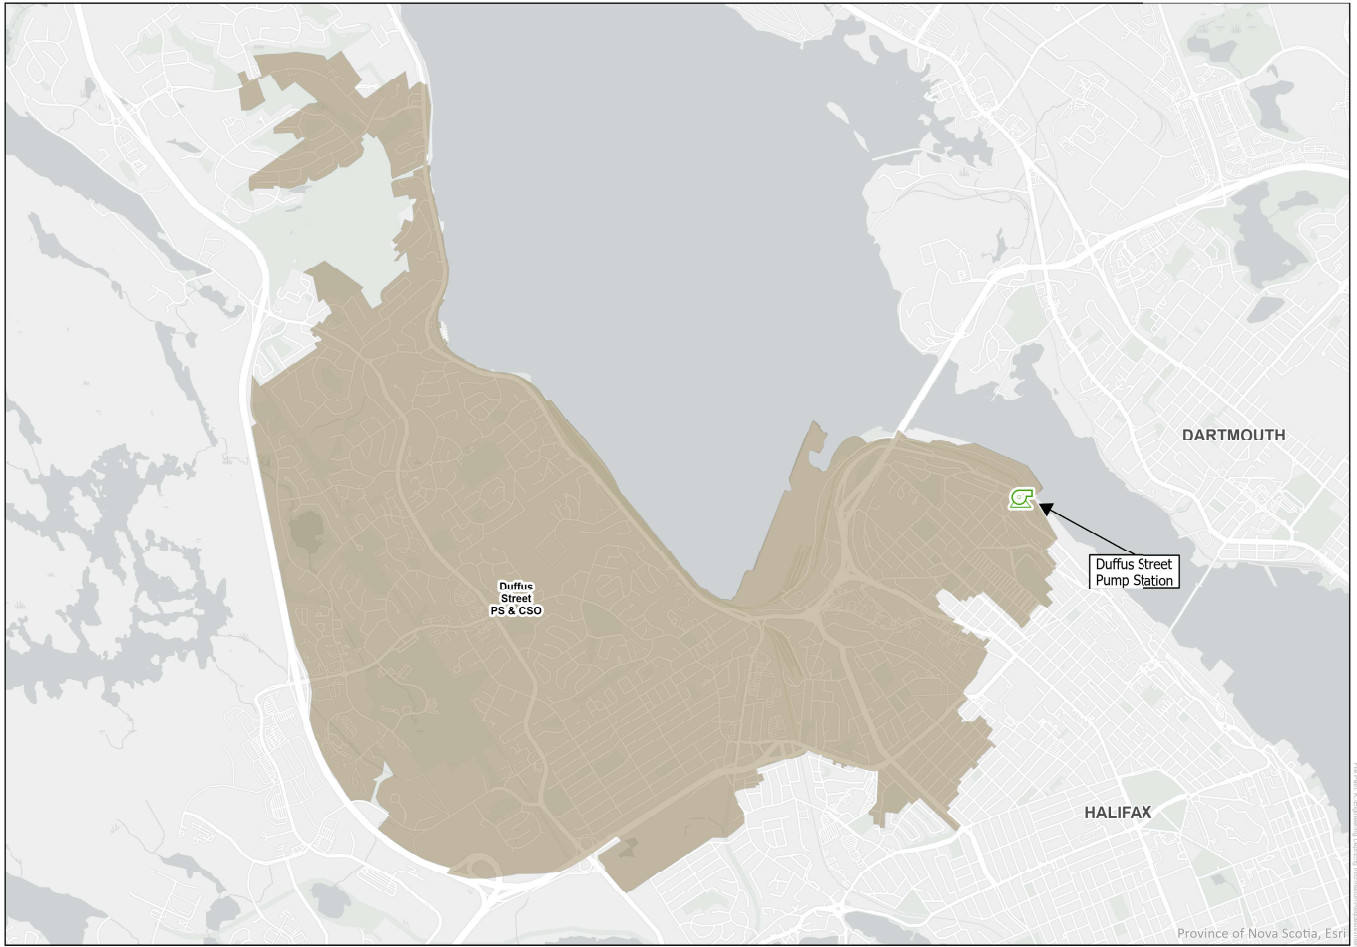 DARTMOUTH
Duffus Street
Pump Station
Duffus
Street
PS & CSO
HALIFAX
Province of Nova Scotia, Esri